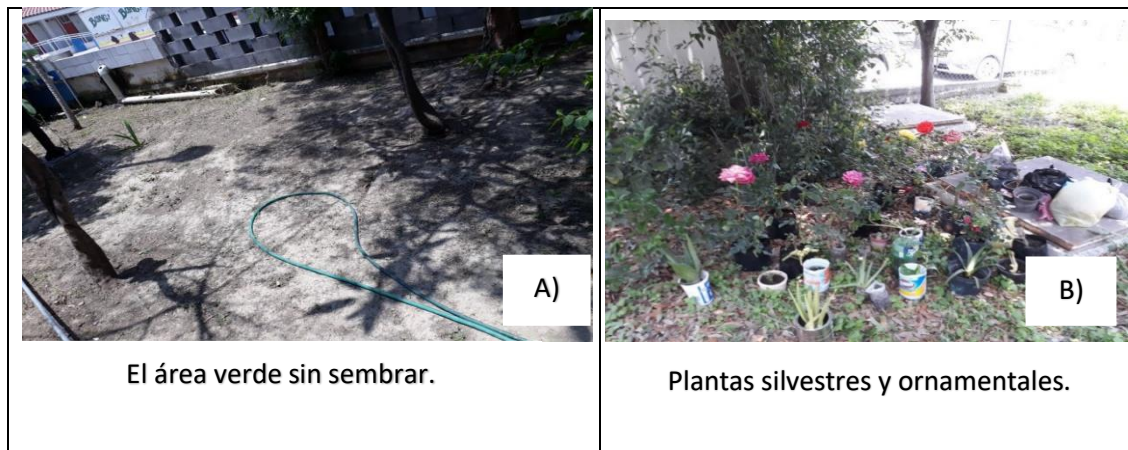 A)
B)
El área verde sin sembrar.
Plantas silvestres y ornamentales.